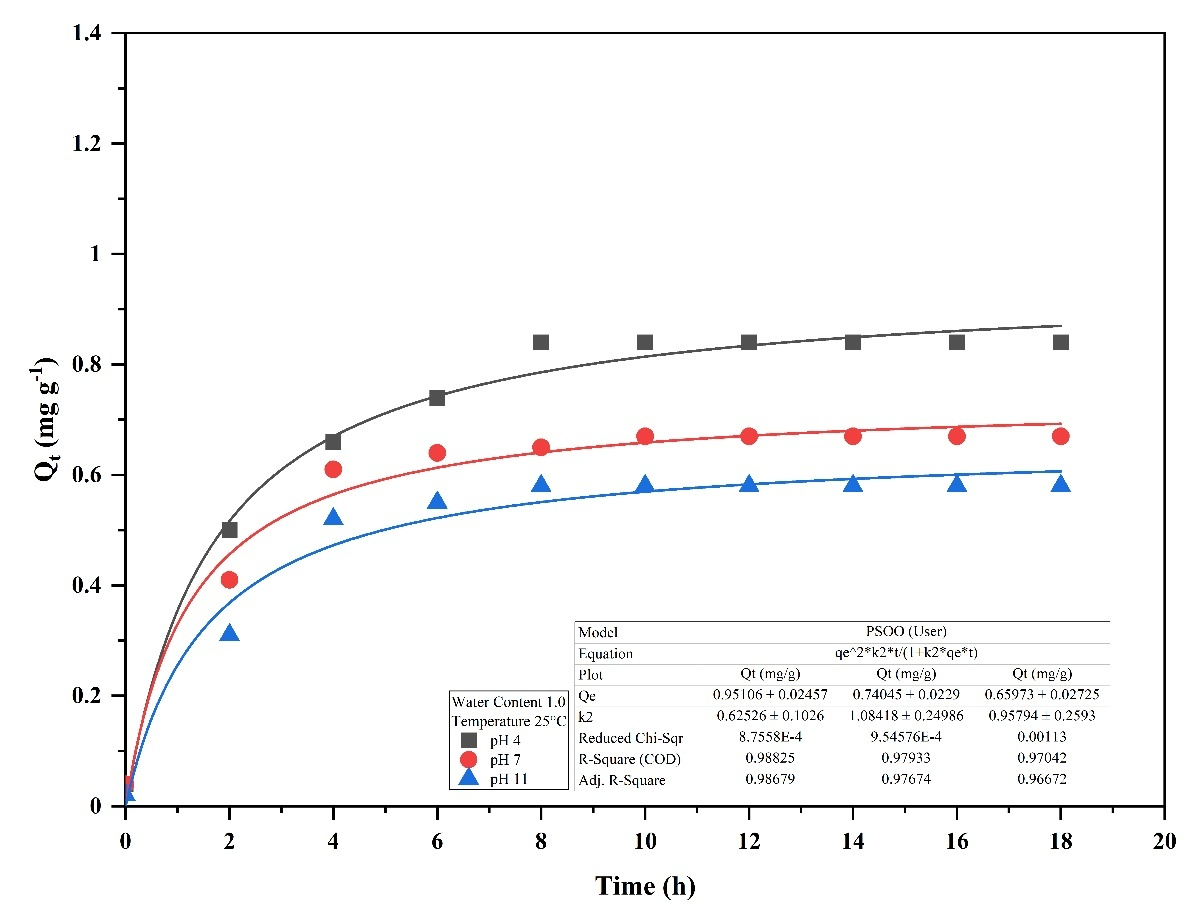 1.4
1.2
1
0.8
0.6
0.4
0.2
0
Qt (mg g-1)
Water Content 1.0
Temperature 25°C
pH 4
pH 7
pH 11
Model PSOO (User)
Equation qe^2*k2*t/(1+k2*qe*t)
Plot Qt (mg/g) Qt (mg/g) Qt (mg/g)
Qe 0.95106 ± 0.02457 0.74045 ± 0.0229 0.65973 ± 0.02725
k2 0.62526 ± 0.1026 1.08418 ± 0.24986 0.95794 ± 0.2593
Reduced Chi-Sqr 8.7558E-4 9.54576E-4 0.00113
R-Square (COD) 0.98825 0.97933 0.97042
Adj. R-Square 0.98679 0.97674 0.96672
0 2 4 6 8 10 12 14 16 18 20
Time (h)